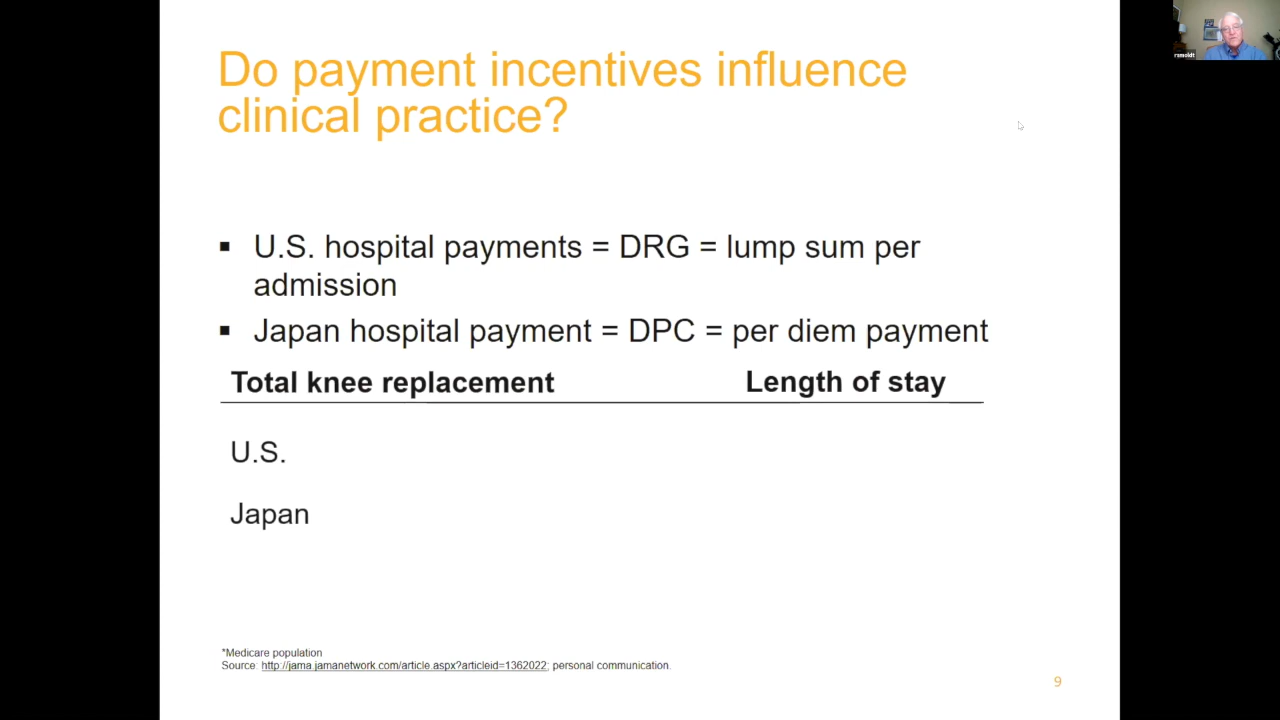 Do payment incentives influence
clinical practice?
▪ U.S. hospital payments = DRG = lump sum per
admission
▪ Japan hospital payment = DPC = per diem payment
Total knee replacement Length of stay
U.S.
Japan
*Medicare population
Source: http://jama.jamanetwork.com/article.aspx?articleid=1362022; personal communication.
9
rsmoldt